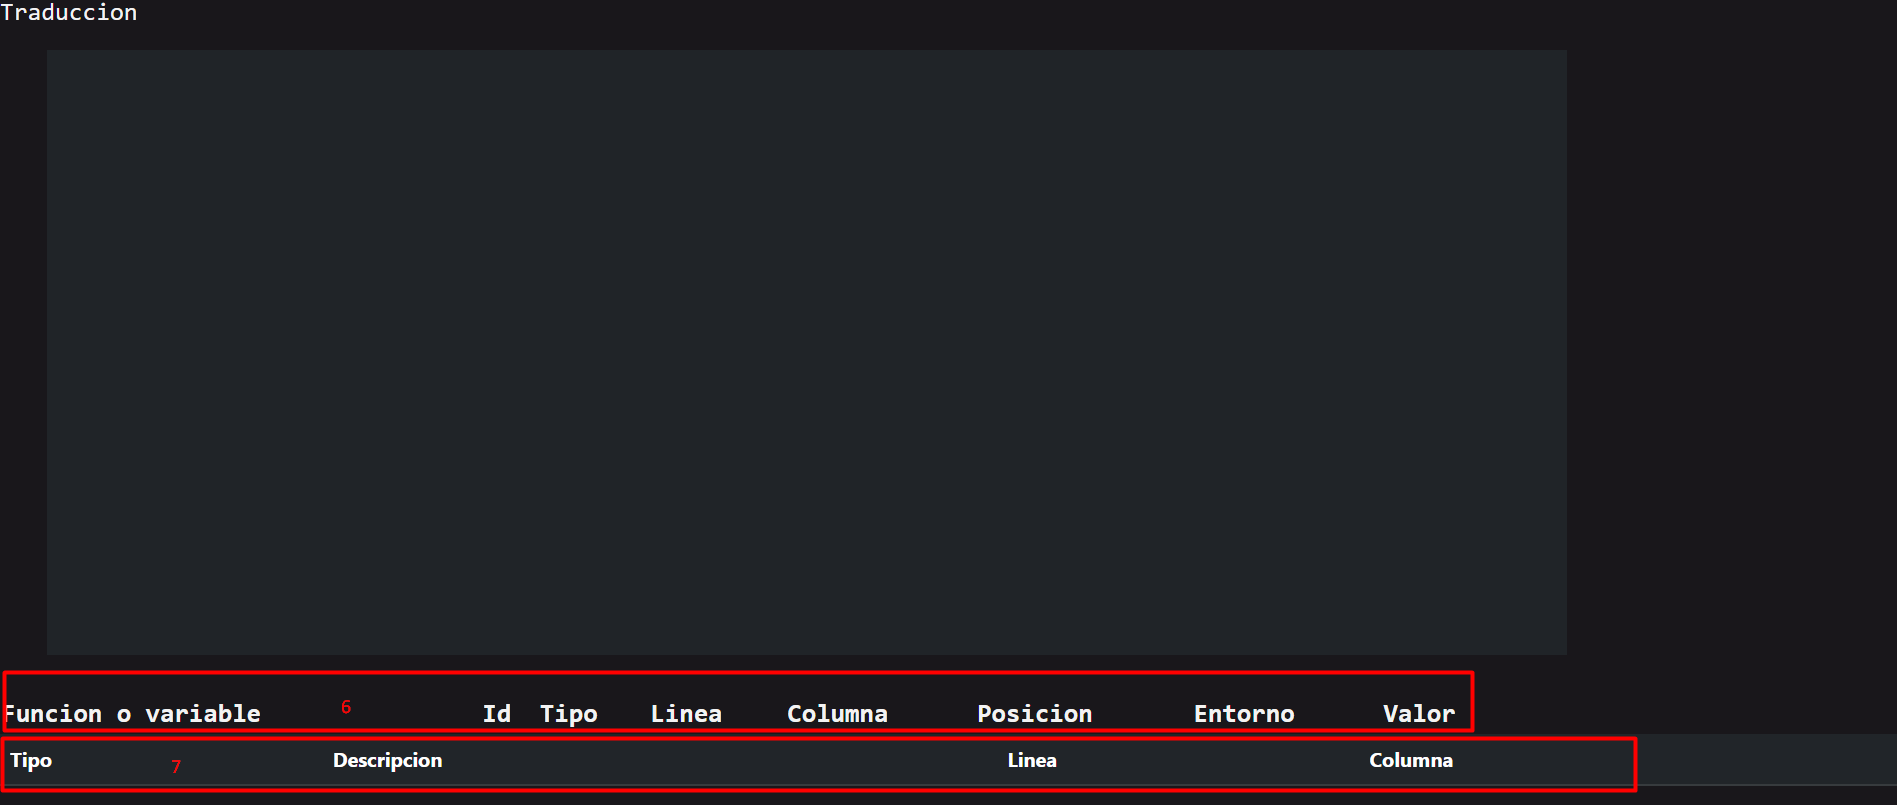 Traduccion
Funcion o variable 6 Id Tipo Linea Columna Posicion Entorno Valor
Tipo 7 Descripcion Linea Columna